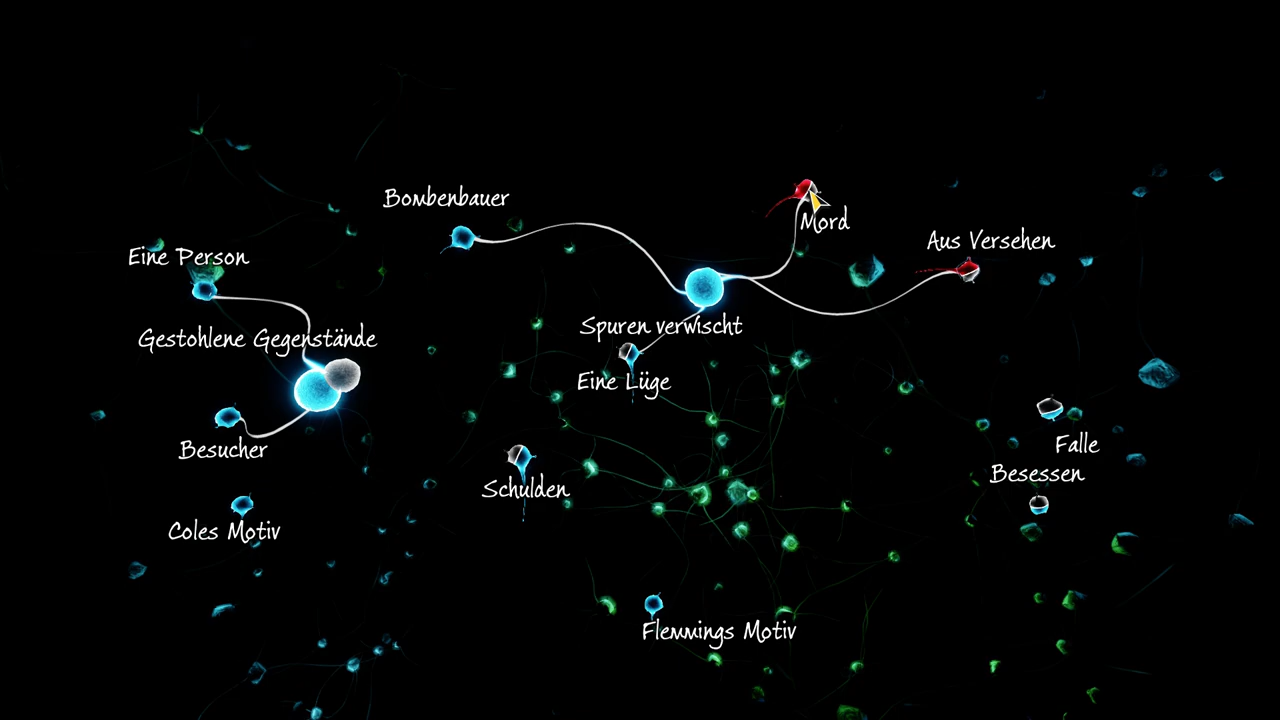 Bombenbauer
Mord
Aus Versehen
Eine Person
Spuren verwischt
Gestohlene Gegenstände
Eine Lüge
Besucher
Falle
Besessen
Schulden
Coles Motiv
Flemmings Motiv